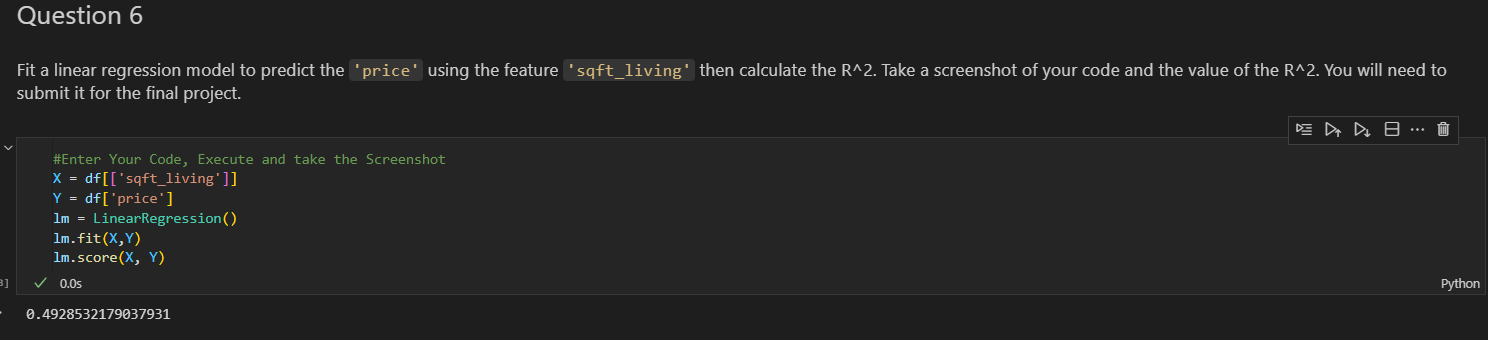 Question 6
Fit a linear regression model to predict the 'price' using the feature 'sqft_living' then calculate the R^2. Take a screenshot of your code and the value of the R^2. You will need to
submit it for the final project.
#Enter Your Code, Execute and take the Screenshot
X = df[['sqft_living']]
Y = df['price']
lm = LinearRegression()
lm.fit(X,Y)
lm.score(X, Y)
0.0s
Python
0.4928532179037931